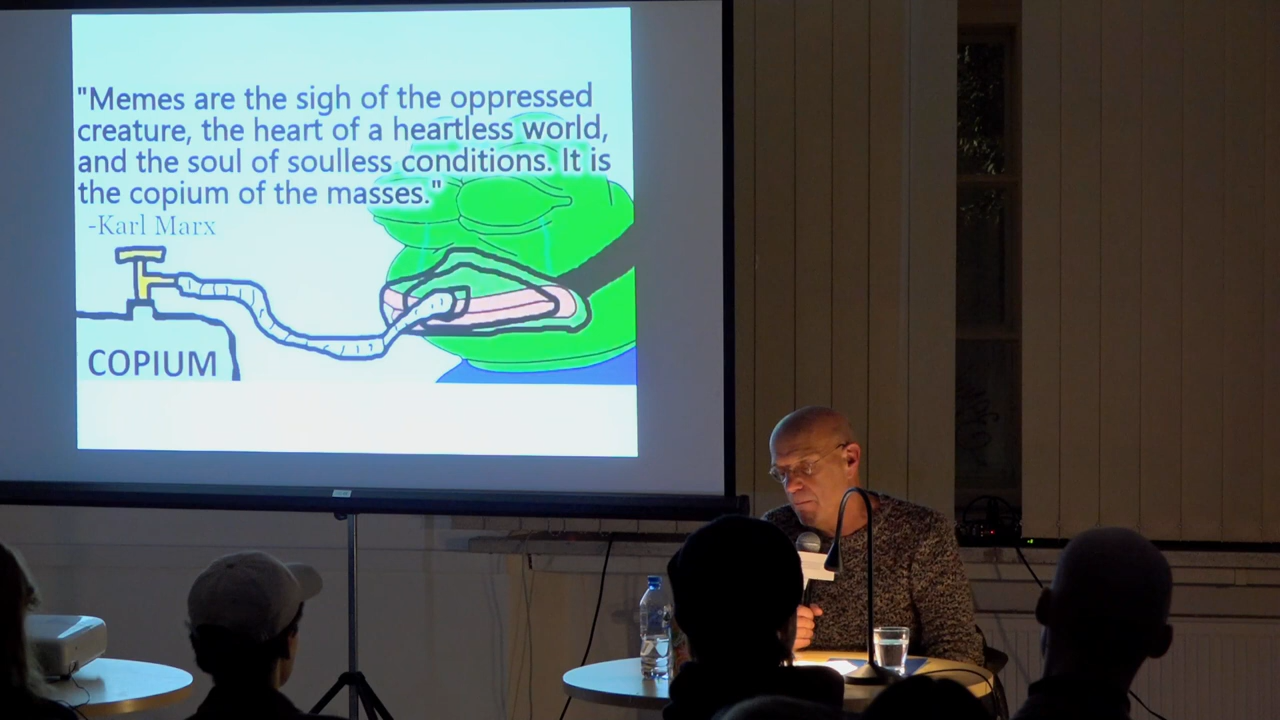 "Memes are the sigh of the oppressed
creature, the heart of a heartless world,
and the soul of soulless conditions. It is
the copium of the masses."
-Karl Marx
COPIUM